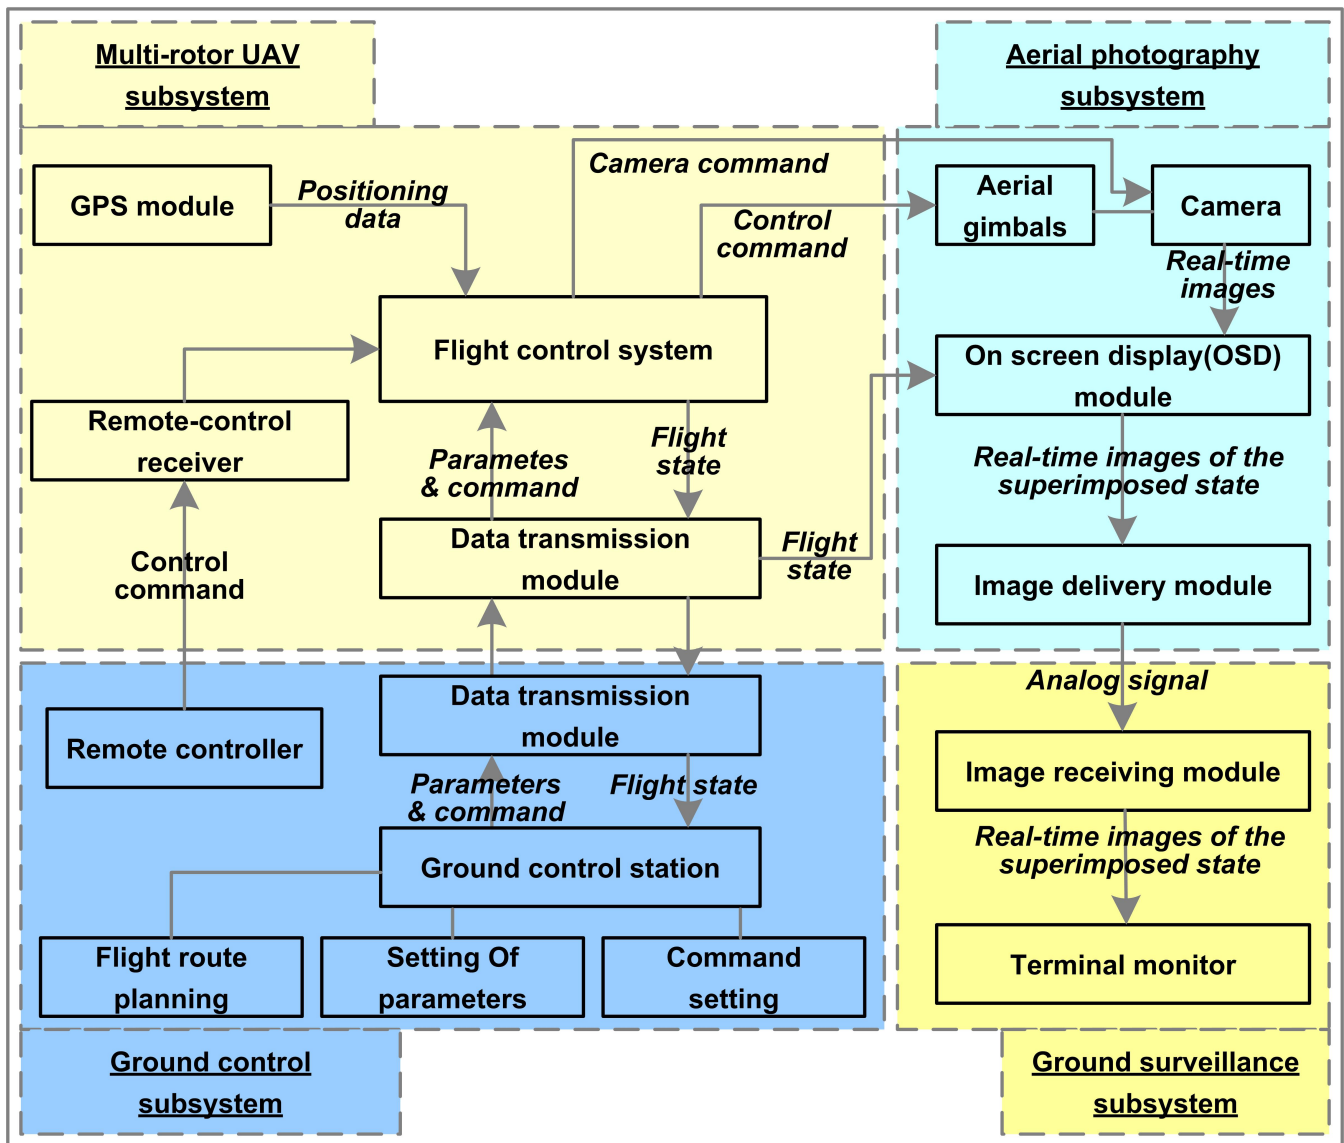 Multi-rotor UAV
subsystem
Aerial photography
subsystem
Camera command
GPS module
Positioning
data
Control
command
Aerial
gimbals
Camera
Real-time
images
Flight control system
On screen display(OSD)
module
Remote-control
receiver
Parametes
& command
Flight
state
Real-time images of the
superimposed state
Data transmission
module
Flight
state
Control
command
Image delivery module
Data transmission
module
Analog signal
Remote controller
Image receiving module
Parameters
& command
Flight state
Real-time images of the
superimposed state
Ground control station
Flight route
planning
Setting Of
parameters
Command
setting
Terminal monitor
Ground control
subsystem
Ground surveillance
subsystem